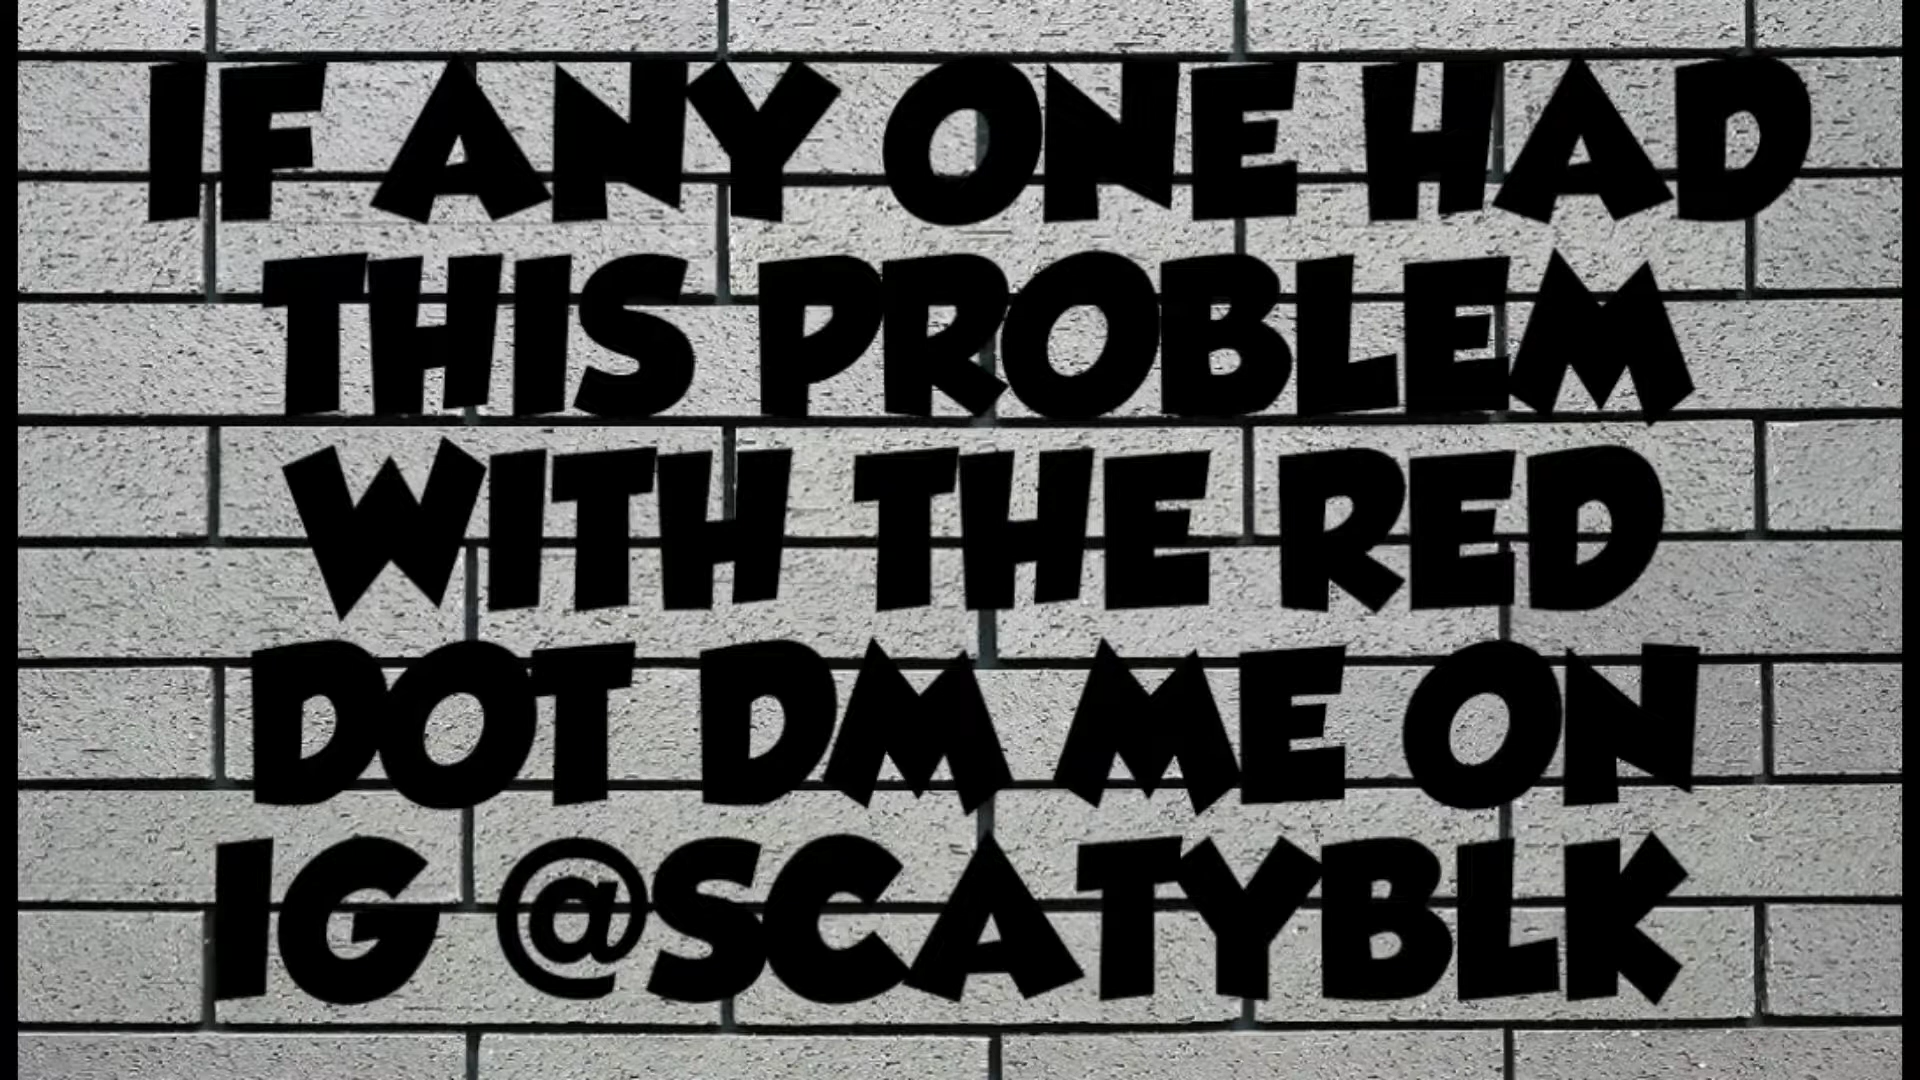 IF ANY ONE HAD
THIS PROBLEM
WITH THE RED
DOT DM ME ON
IG @SCATYBLK